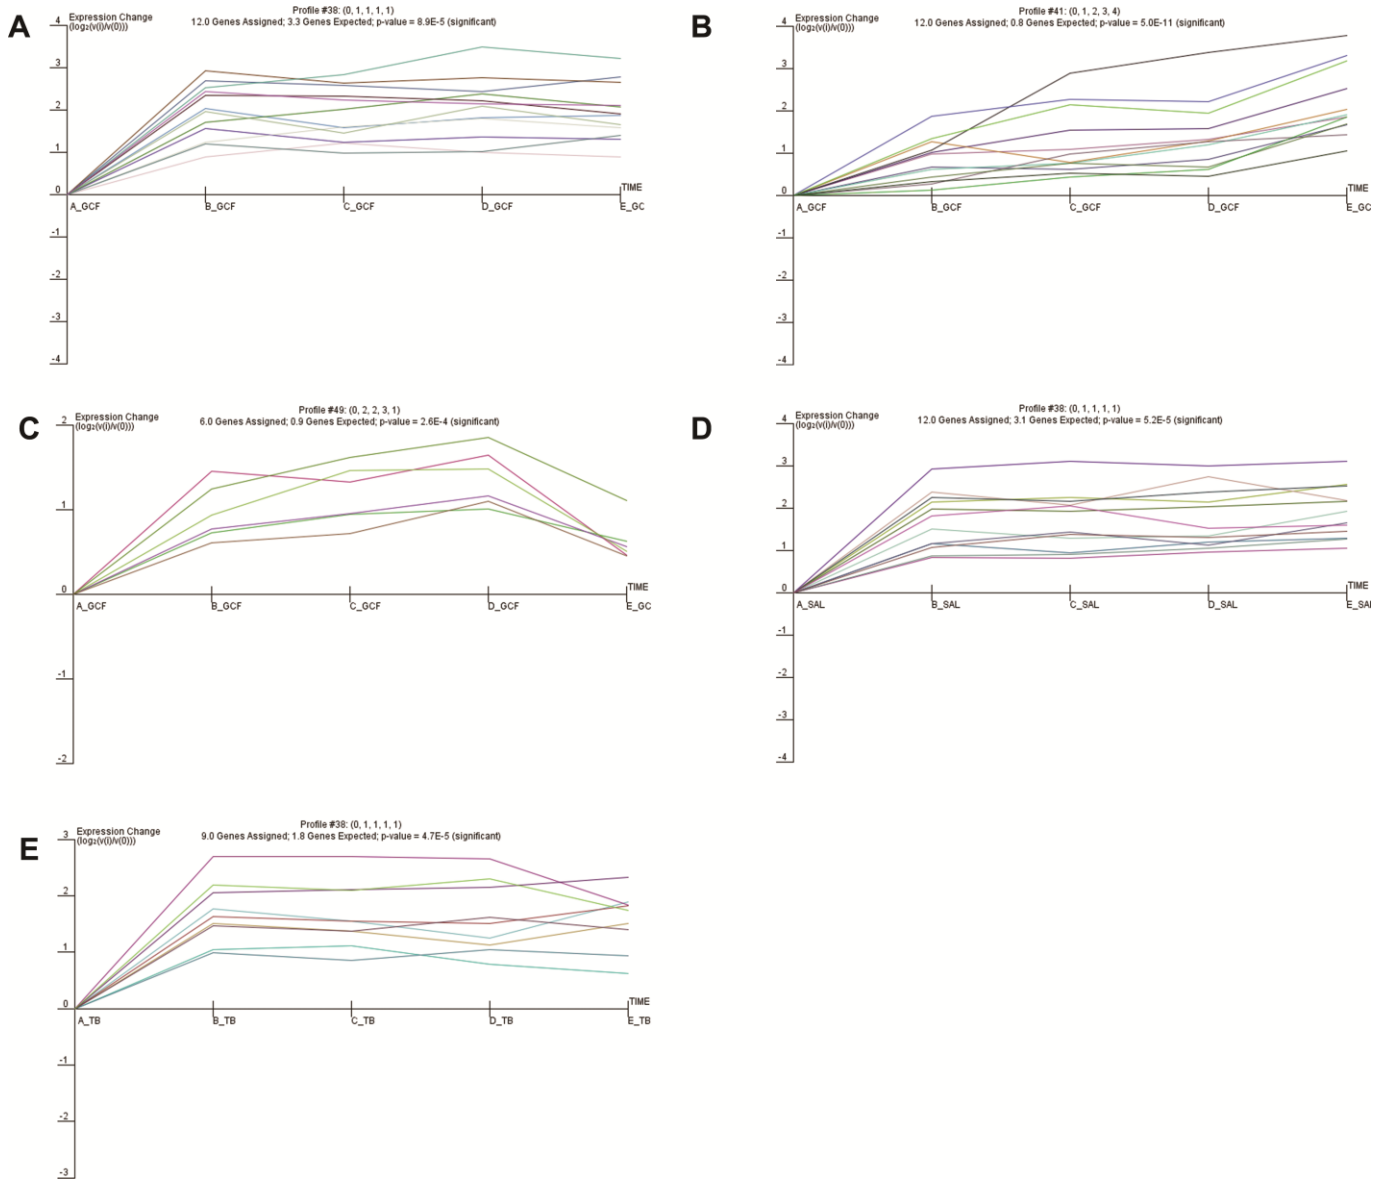 A
Expression Change
(log₂(v(i)/v(0)))
Profile #38: (0, 1, 1, 1, 1)
12.0 Genes Assigned; 3.3 Genes Expected; p-value = 8.9E-5 (significant)
4
3
2
1
0
-1
-2
-3
-4
TIME
A_GCF
B_GCF
C_GCF
D_GCF
E_GC
B
Expression Change
(log₂(v(i)/v(0)))
Profile #41: (0, 1, 2, 3, 4)
12.0 Genes Assigned; 0.8 Genes Expected; p-value = 5.0E-11 (significant)
4
3
2
1
0
-1
-2
-3
-4
TIME
A_GCF
B_GCF
C_GCF
D_GCF
E_GC
C
Expression Change
(log₂(v(i)/v(0)))
Profile #49: (0, 2, 2, 3, 1)
6.0 Genes Assigned; 0.9 Genes Expected; p-value = 2.6E-4 (significant)
2
1
0
-1
-2
TIME
A_GCF
B_GCF
C_GCF
D_GCF
E_GC
D
Expression Change
(log₂(v(i)/v(0)))
Profile #38: (0, 1, 1, 1, 1)
12.0 Genes Assigned; 3.1 Genes Expected; p-value = 5.2E-5 (significant)
4
3
2
1
0
-1
-2
-3
-4
TIME
A_SAL
B_SAL
C_SAL
D_SAL
E_SAl
E
Expression Change
(log₂(v(i)/v(0)))
Profile #38: (0, 1, 1, 1, 1)
9.0 Genes Assigned; 1.8 Genes Expected; p-value = 4.7E-5 (significant)
3
2
1
0
-1
-2
-3
TIME
A_TB
B_TB
C_TB
D_TB
E_TB